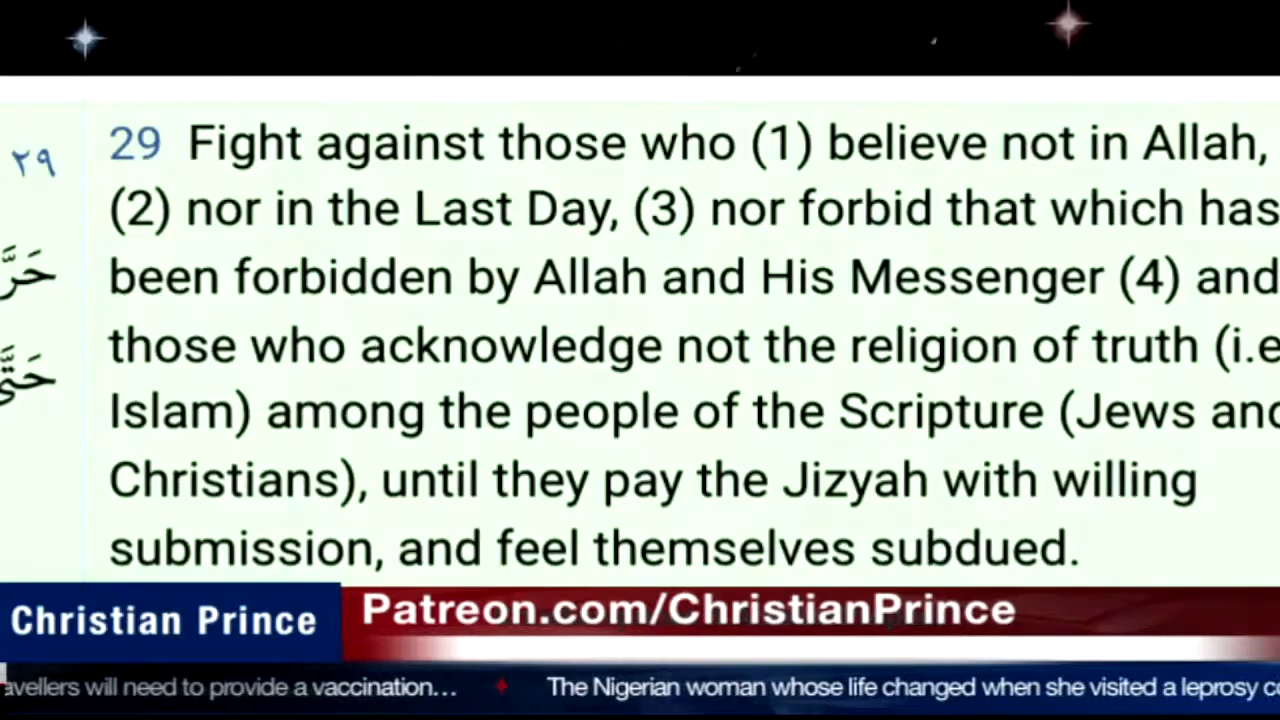 29 Fight against those who (1) believe not in Allah,
٢٩
(2) nor in the Last Day, (3) nor forbid that which has
been forbidden by Allah and His Messenger (4) and
those who acknowledge not the religion of truth (i.e
Islam) among the people of the Scripture (Jews and
Christians), until they pay the Jizyah with willing
submission, and feel themselves subdued.
Christian Prince
Patreon.com/ChristianPrince
avellers will need to provide a vaccination... The Nigerian woman whose life changed when she visited a leprosy